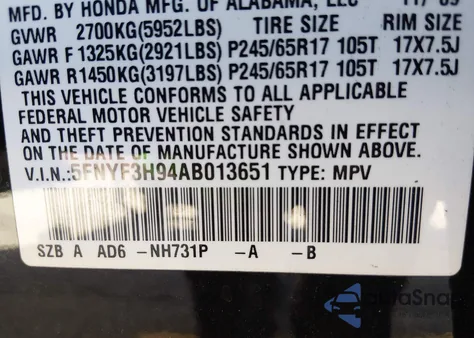 MFD. BY HONDA MFG. OF ALABAMA, LLC 11/09
GVWR 2700KG(5952LBS) TIRE SIZE RIM SIZE
GAWR F 1325KG(2921LBS) P245/65R17 105T 17X7.5J
GAWR R 1450KG(3197LBS) P245/65R17 105T 17X7.5J
THIS VEHICLE CONFORMS TO ALL APPLICABLE
FEDERAL MOTOR VEHICLE SAFETY
AND THEFT PREVENTION STANDARDS IN EFFECT
ON THE DATE OF MANUFACTURE SHOWN ABOVE.
V.I.N.:5FNYF3H94AB013651 TYPE: MPV
SZB A AD6 -NH731P -A -B